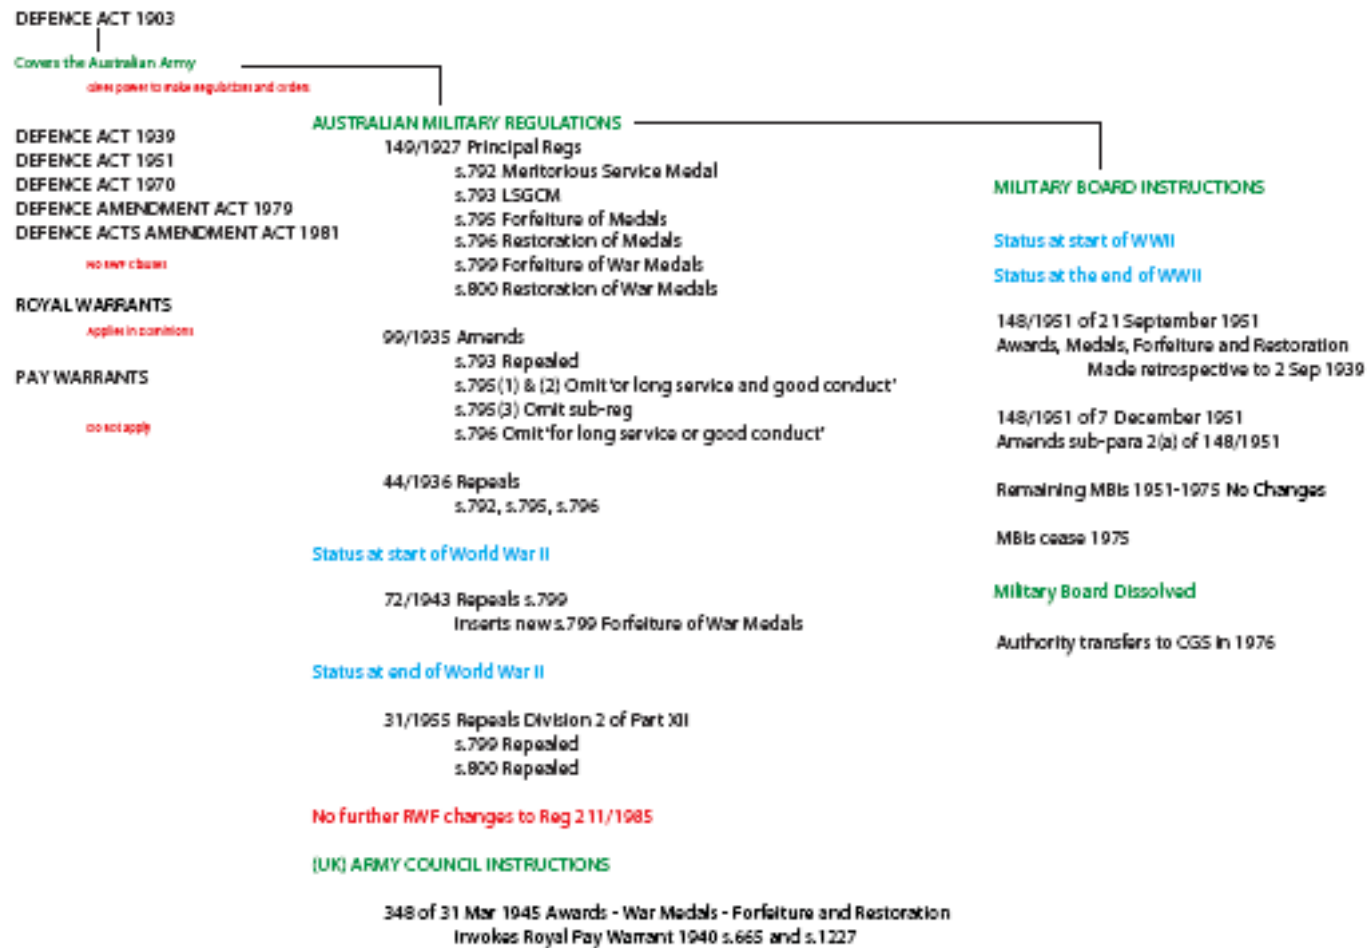 DEFENCE ACT 1903
Covers the Australian Army
Gives power to make regulations and orders
DEFENCE ACT 1939
DEFENCE ACT 1951
DEFENCE ACT 1970
DEFENCE AMENDMENT ACT 1979
DEFENCE ACTS AMENDMENT ACT 1981
No RWF Clauses
ROYAL WARRANTS
Applies in Dominions
PAY WARRANTS
Do not apply
AUSTRALIAN MILITARY REGULATIONS
149/1927 Principal Regs
s.792 Meritorious Service Medal
s.793 LSGCM
s.795 Forfeiture of Medals
s.796 Restoration of Medals
s.799 Forfeiture of War Medals
s.800 Restoration of War Medals
99/1935 Amends
s.793 Repealed
s.795(1) & (2) Omit 'or long service and good conduct'
s.795(3) Omit sub-reg
s.796 Omit 'for long service or good conduct'
44/1936 Repeals
s.792, s.795, s.796
Status at start of World War II
72/1943 Repeals s.799
Inserts new s.799 Forfeiture of War Medals
Status at end of World War II
31/1955 Repeals Division 2 of Part XII
s.799 Repealed
s.800 Repealed
No further RWF changes to Reg 211/1985
(UK) ARMY COUNCIL INSTRUCTIONS
348 of 31 Mar 1945 Awards - War Medals - Forfeiture and Restoration
Invokes Royal Pay Warrant 1940 s.665 and s.1227
MILITARY BOARD INSTRUCTIONS
Status at start of WWII
Status at the end of WWII
148/1951 of 21 September 1951
Awards, Medals, Forfeiture and Restoration
Made retrospective to 2 Sep 1939
148/1951 of 7 December 1951
Amends sub-para 2(a) of 148/1951
Remaining MBIs 1951-1975 No Changes
MBIs cease 1975
Military Board Dissolved
Authority transfers to CGS in 1976